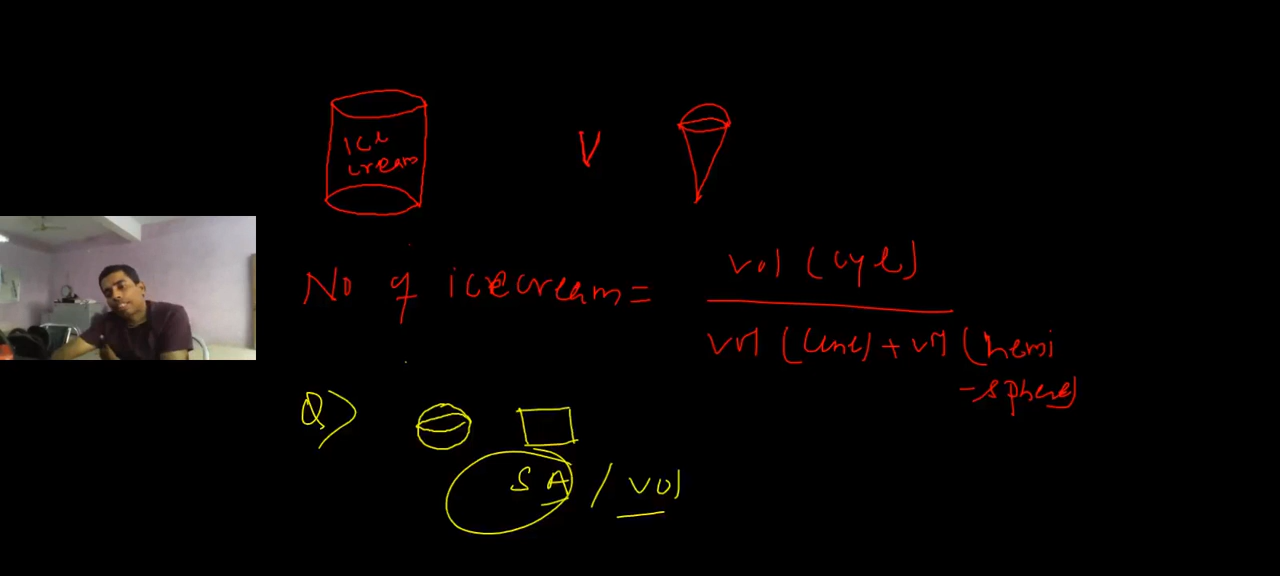 ice
cream
V
No of icecream = vol (cyl)
vol (cone) + vol (hemi
-sphere)
Q)
SA / vol